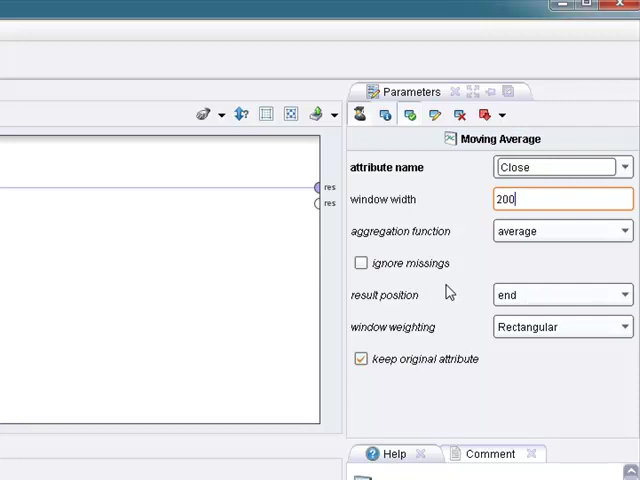 Parameters
Moving Average
attribute name Close
window width 200
aggregation function average
ignore missings
result position end
window weighting Rectangular
keep original attribute
res
res
Help Comment